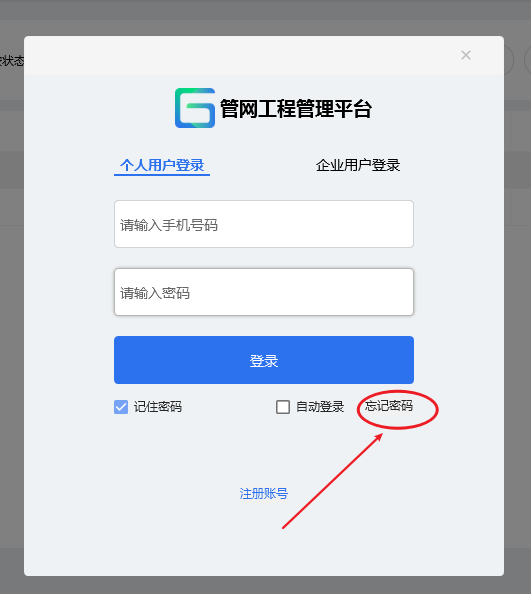 状态
管网工程管理平台
个人用户登录
企业用户登录
请输入手机号码
请输入密码
登录
记住密码
自动登录
忘记密码
注册账号